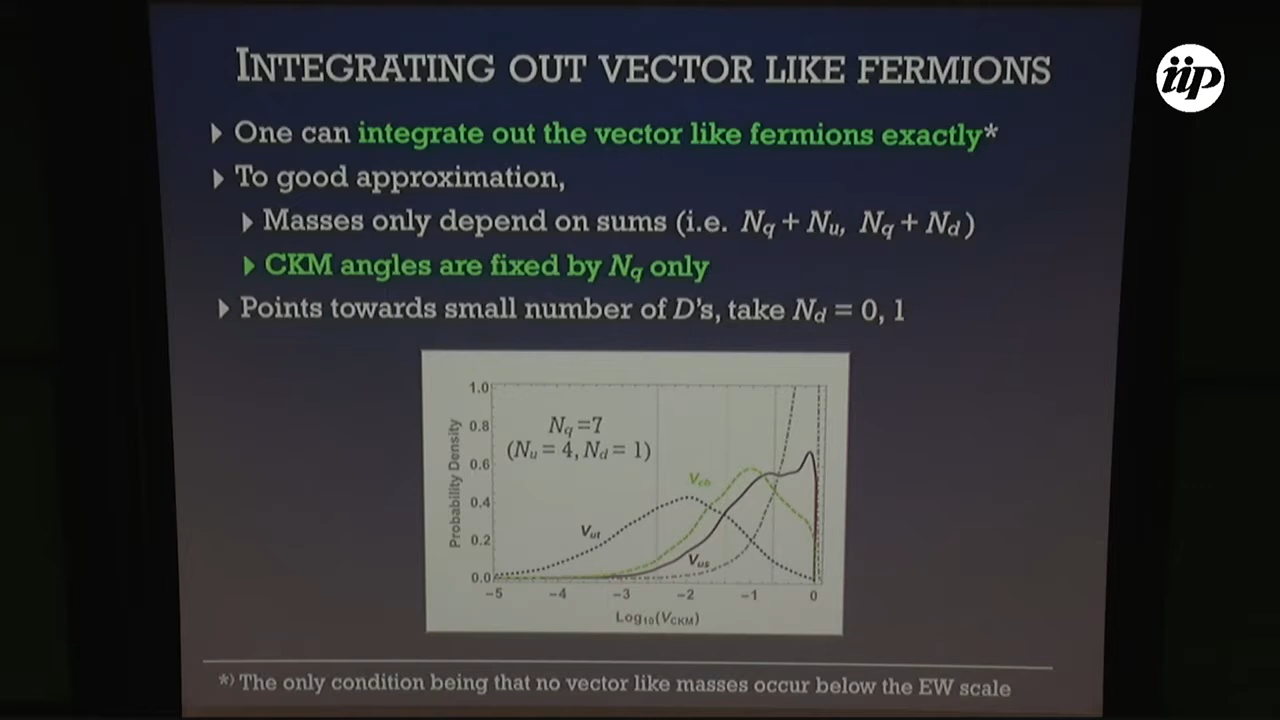 INTEGRATING OUT VECTOR LIKE FERMIONS
iip
One can integrate out the vector like fermions exactly*
To good approximation,
Masses only depend on sums (i.e. Nq + Nu, Nq + Nd)
CKM angles are fixed by Nq only
Points towards small number of D's, take Nd = 0, 1
Probability Density
1.0
0.8
0.6
0.4
0.2
0.0
Nq =7
(Nu = 4, Nd = 1)
Vcb
Vut
Vus
-5 -4 -3 -2 -1 0
Log10(VCKM)
*) The only condition being that no vector like masses occur below the EW scale